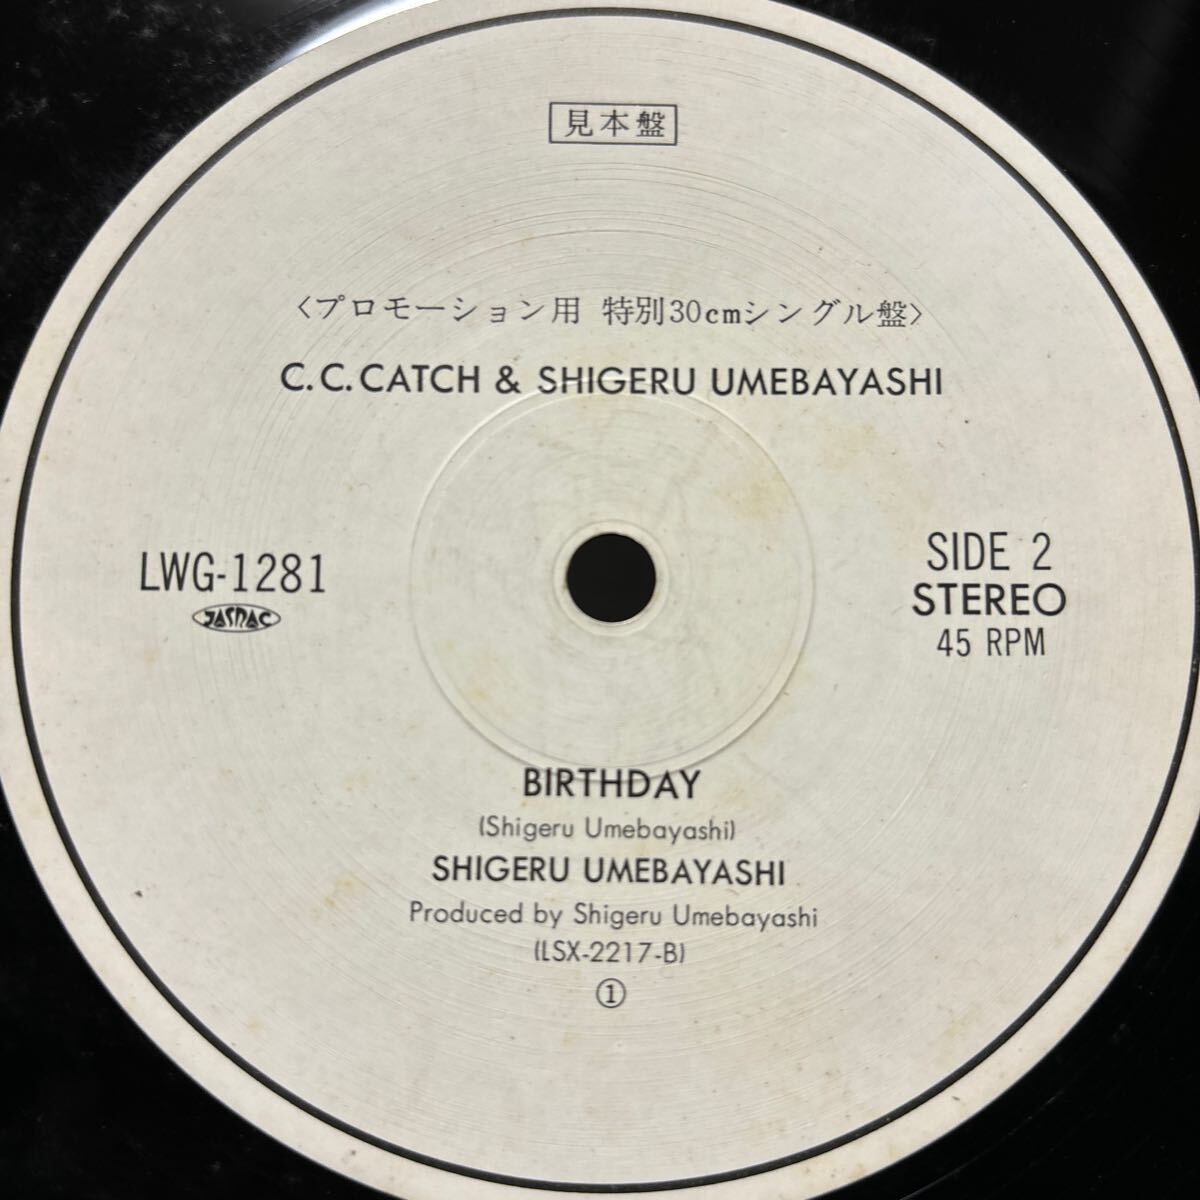 見本盤
〈プロモーション用 特別30cmシングル盤〉
C.C.CATCH & SHIGERU UMEBAYASHI
LWG-1281
JASRAC
SIDE 2
STEREO
45 RPM
BIRTHDAY
(Shigeru Umebayashi)
SHIGERU UMEBAYASHI
Produced by Shigeru Umebayashi
(LSX-2217-B)
①